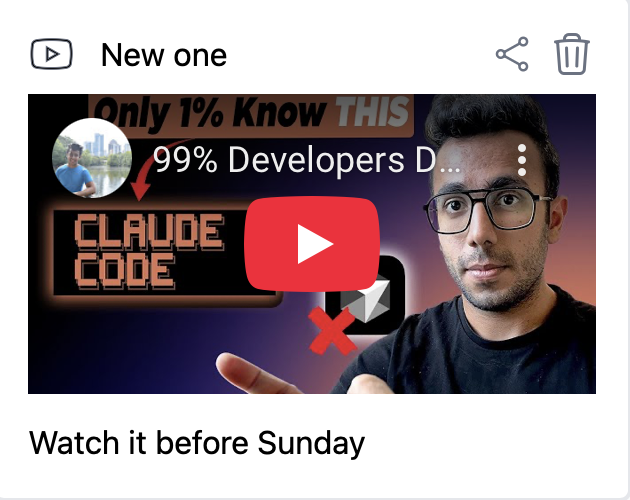 New one
Only 1% Know THIS
99% Developers D...
CLAUDE
CODE
Watch it before Sunday